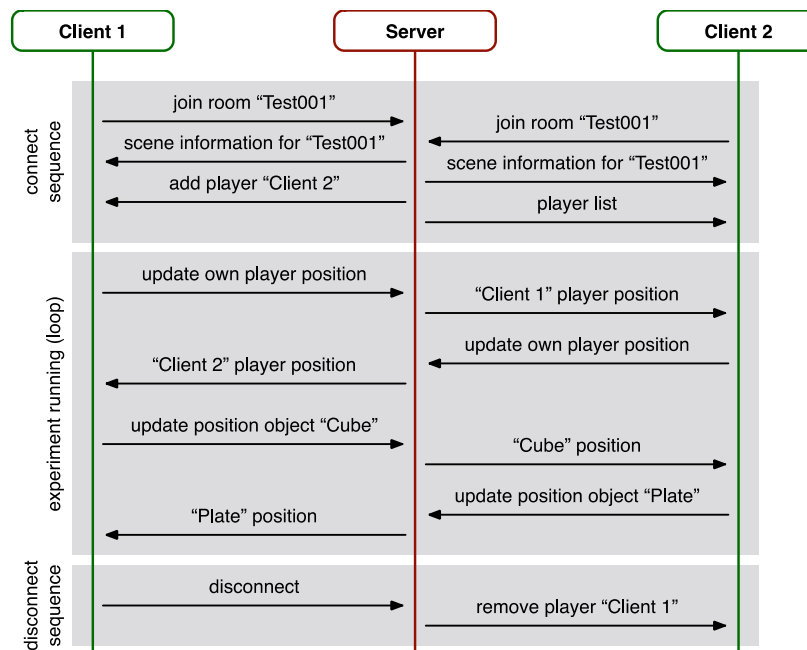 Client 1
Server
Client 2
connect
sequence
join room “Test001”
join room “Test001”
scene information for “Test001”
scene information for “Test001”
add player “Client 2”
player list
experiment running (loop)
update own player position
“Client 1” player position
update own player position
“Client 2” player position
update position object “Cube”
“Cube” position
update position object “Plate”
“Plate” position
disconnect
sequence
disconnect
remove player “Client 1”